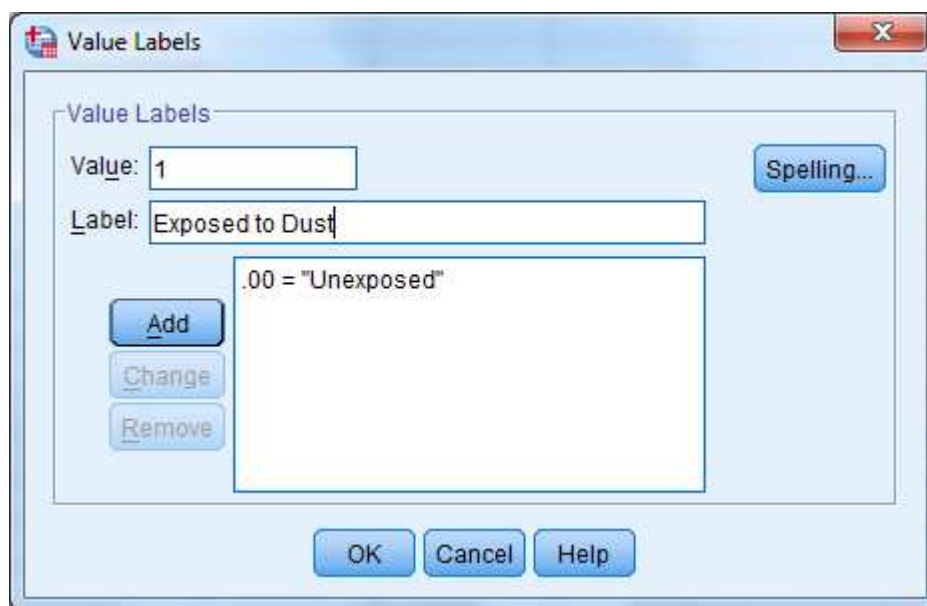 Value Labels
Value Labels
Value: 1
Spelling...
Label: Exposed to Dust
.00 = "Unexposed"
Add
Change
Remove
OK Cancel Help